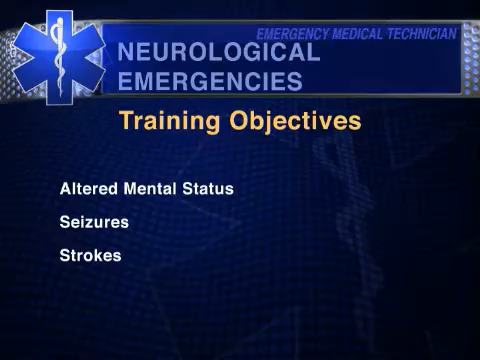 EMERGENCY MEDICAL TECHNICIAN
NEUROLOGICAL
EMERGENCIES
Training Objectives
Altered Mental Status
Seizures
Strokes